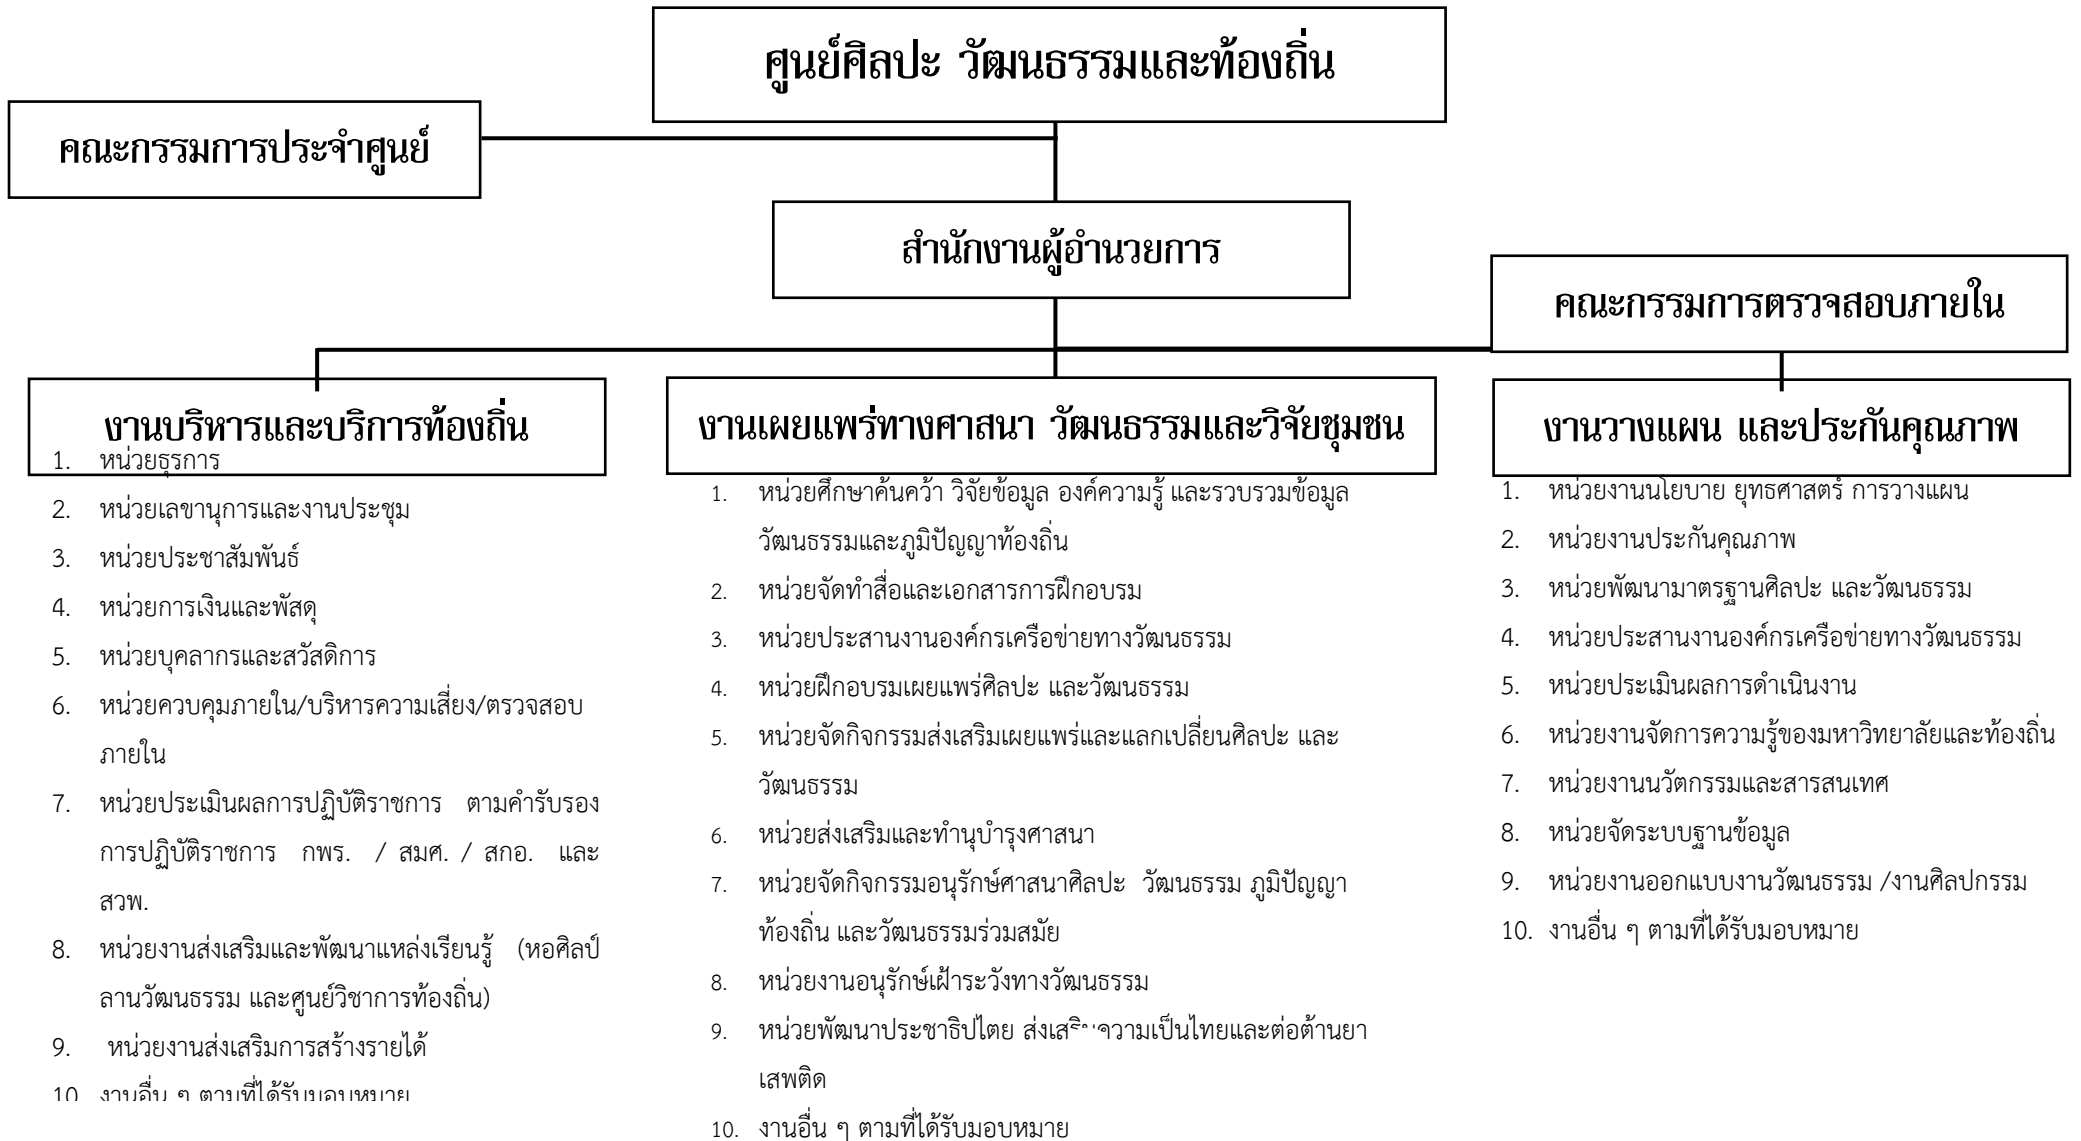 ศูนย์ศิลปะ วัฒนธรรมและท้องถิ่น
คณะกรรมการประจำศูนย์
สำนักงานผู้อำนวยการ
คณะกรรมการตรวจสอบภายใน
งานบริหารและบริการท้องถิ่น
1. หน่วยธุรการ
2. หน่วยเลขานุการและงานประชุม
3. หน่วยประชาสัมพันธ์
4. หน่วยการเงินและพัสดุ
5. หน่วยบุคลากรและสวัสดิการ
6. หน่วยควบคุมภายใน/บริหารความเสี่ยง/ตรวจสอบ
ภายใน
7. หน่วยประเมินผลการปฏิบัติราชการ ตามคำรับรอง
การปฏิบัติราชการ กพร. / สมศ. / สกอ. และ
สวพ.
8. หน่วยงานส่งเสริมและพัฒนาแหล่งเรียนรู้ (หอศิลป์
ลานวัฒนธรรม และศูนย์วิชาการท้องถิ่น)
9. หน่วยงานส่งเสริมการสร้างรายได้
10 งานอื่น ๆ ตามที่ได้รับมอบหมาย
งานเผยแพร่ทางศาสนา วัฒนธรรมและวิจัยชุมชน
1. หน่วยศึกษาค้นคว้า วิจัยข้อมูล องค์ความรู้ และรวบรวมข้อมูล
วัฒนธรรมและภูมิปัญญาท้องถิ่น
2. หน่วยจัดทำสื่อและเอกสารการฝึกอบรม
3. หน่วยประสานงานองค์กรเครือข่ายทางวัฒนธรรม
4. หน่วยฝึกอบรมเผยแพร่ศิลปะ และวัฒนธรรม
5. หน่วยจัดกิจกรรมส่งเสริมเผยแพร่และแลกเปลี่ยนศิลปะ และ
วัฒนธรรม
6. หน่วยส่งเสริมและทำนุบำรุงศาสนา
7. หน่วยจัดกิจกรรมอนุรักษ์ศาสนาศิลปะ วัฒนธรรม ภูมิปัญญา
ท้องถิ่น และวัฒนธรรมร่วมสมัย
8. หน่วยงานอนุรักษ์เฝ้าระวังทางวัฒนธรรม
9. หน่วยพัฒนาประชาธิปไตย ส่งเสริมความเป็นไทยและต่อต้านยา
เสพติด
10. งานอื่น ๆ ตามที่ได้รับมอบหมาย
งานวางแผน และประกันคุณภาพ
1. หน่วยงานนโยบาย ยุทธศาสตร์ การวางแผน
2. หน่วยงานประกันคุณภาพ
3. หน่วยพัฒนามาตรฐานศิลปะ และวัฒนธรรม
4. หน่วยประสานงานองค์กรเครือข่ายทางวัฒนธรรม
5. หน่วยประเมินผลการดำเนินงาน
6. หน่วยงานจัดการความรู้ของมหาวิทยาลัยและท้องถิ่น
7. หน่วยงานนวัตกรรมและสารสนเทศ
8. หน่วยจัดระบบฐานข้อมูล
9. หน่วยงานออกแบบงานวัฒนธรรม /งานศิลปกรรม
10. งานอื่น ๆ ตามที่ได้รับมอบหมาย